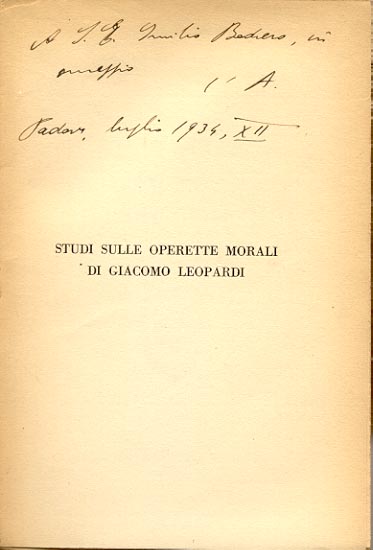 A S. E. Emilio Bodrero, in
omaggio
l'A.
Padova, luglio 1934, XII
STUDI SULLE OPERETTE MORALI
DI GIACOMO LEOPARDI